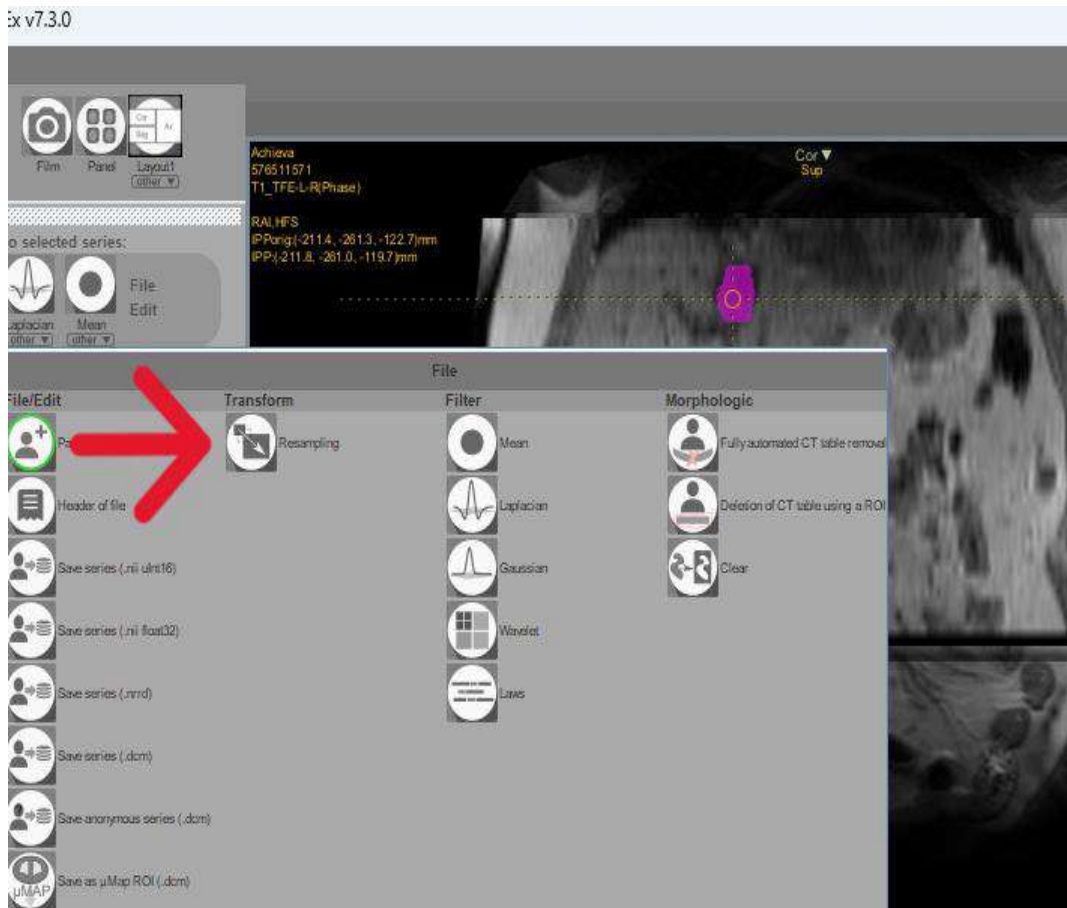 Ex v7.3.0
Film Panel Layout1
other ▼
Cor
Sag
Ax
Achieva
576511571
T1_TFE-L-R(Phase)
RAI, HFS
IPPorig:(-211.4, -261.3, -122.7)mm
IPP:(-211.8, -261.0, -119.7)mm
Cor ▼
Sup
o selected series:
File
Edit
Laplacian Mean
other ▼ other ▼
File
File/Edit Transform Filter Morphologic
Pa Resampling Mean Fully automated CT table removal
Header of file Laplacian Deletion of CT table using a ROI
Save series (.nii uInt16) Gaussian Clear
Save series (.nii float32) Wavelet
Save series (.nrrd) Laws
Save series (.dcm)
Save anonymous series (.dcm)
µMAP Save as µMap ROI (.dcm)